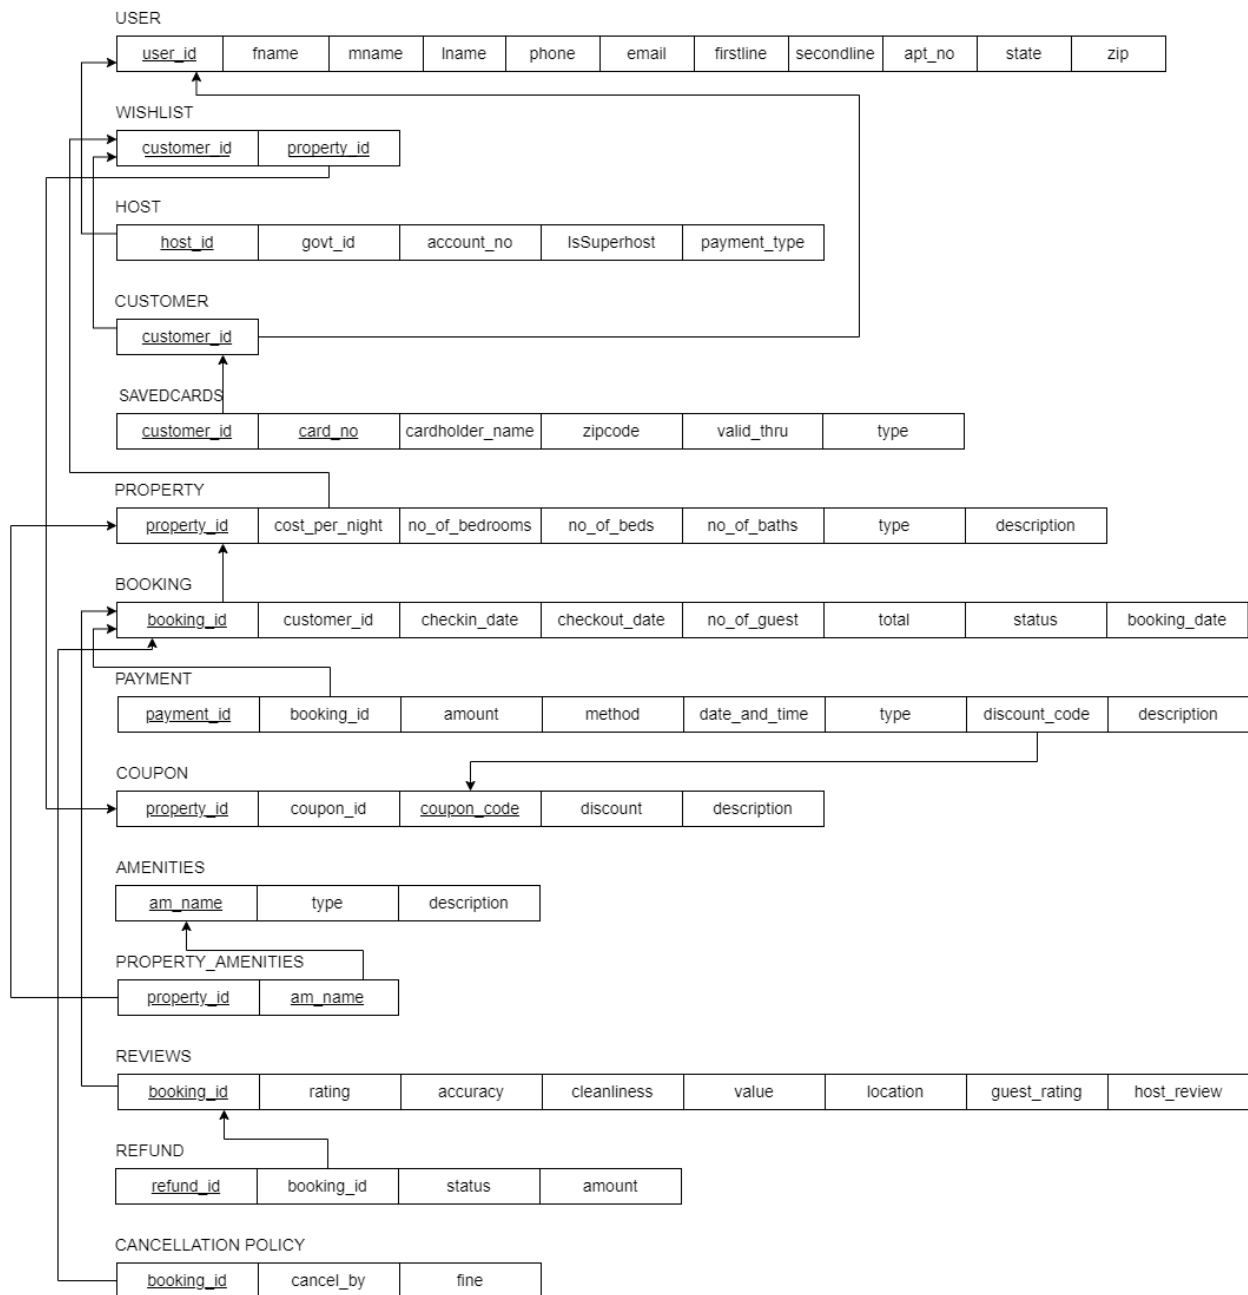 USER
user_id fname mname lname phone email firstline secondline apt_no state zip
WISHLIST
customer_id property_id
HOST
host_id govt_id account_no IsSuperhost payment_type
CUSTOMER
customer_id
SAVEDCARDS
customer_id card_no cardholder_name zipcode valid_thru type
PROPERTY
property_id cost_per_night no_of_bedrooms no_of_beds no_of_baths type description
BOOKING
booking_id customer_id checkin_date checkout_date no_of_guest total status booking_date
PAYMENT
payment_id booking_id amount method date_and_time type discount_code description
COUPON
property_id coupon_id coupon_code discount description
AMENITIES
am_name type description
PROPERTY_AMENITIES
property_id am_name
REVIEWS
booking_id rating accuracy cleanliness value location guest_rating host_review
REFUND
refund_id booking_id status amount
CANCELLATION POLICY
booking_id cancel_by fine